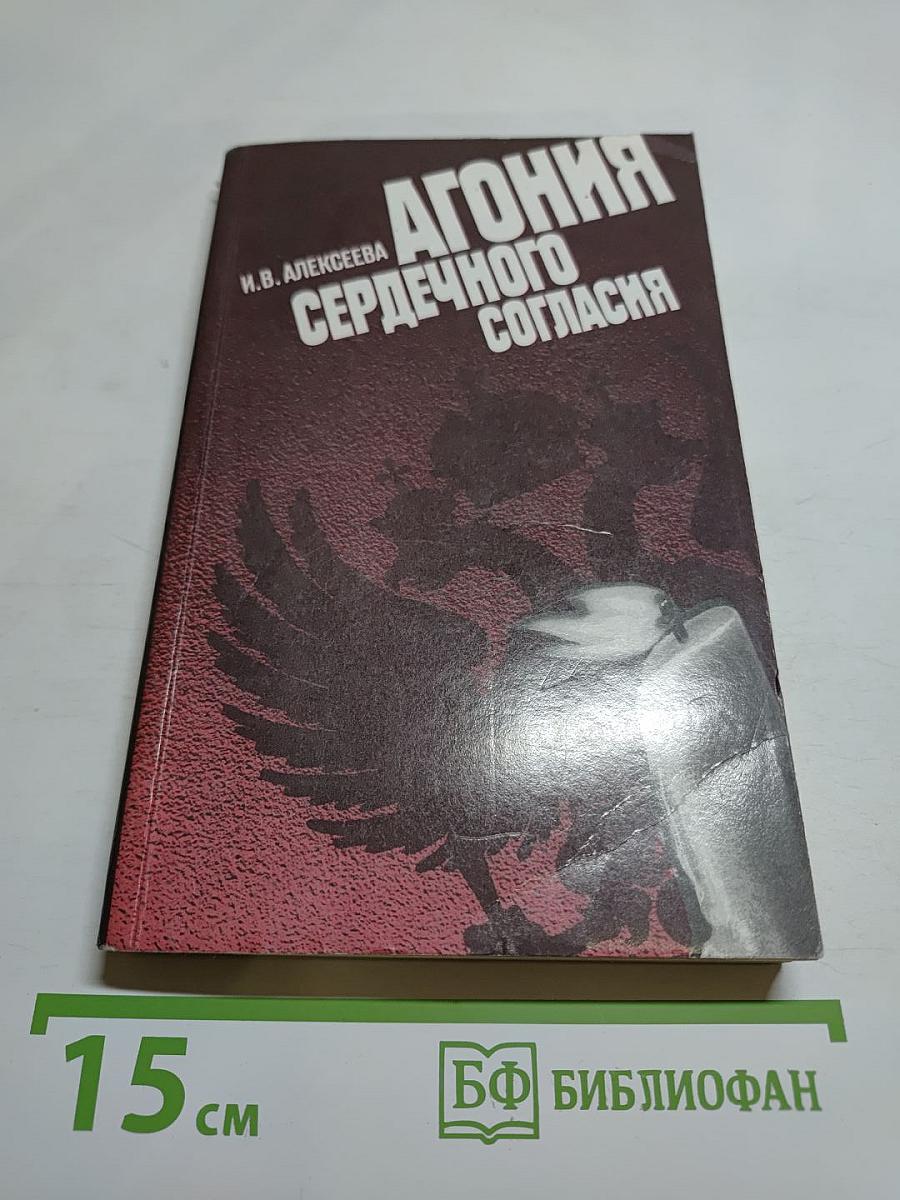 АГОНИЯ
И.В. АЛЕКСЕЕВА
СЕРДЕЧНОГО
СОГЛАСИЯ
15 см
БФ БИБЛИОФАН